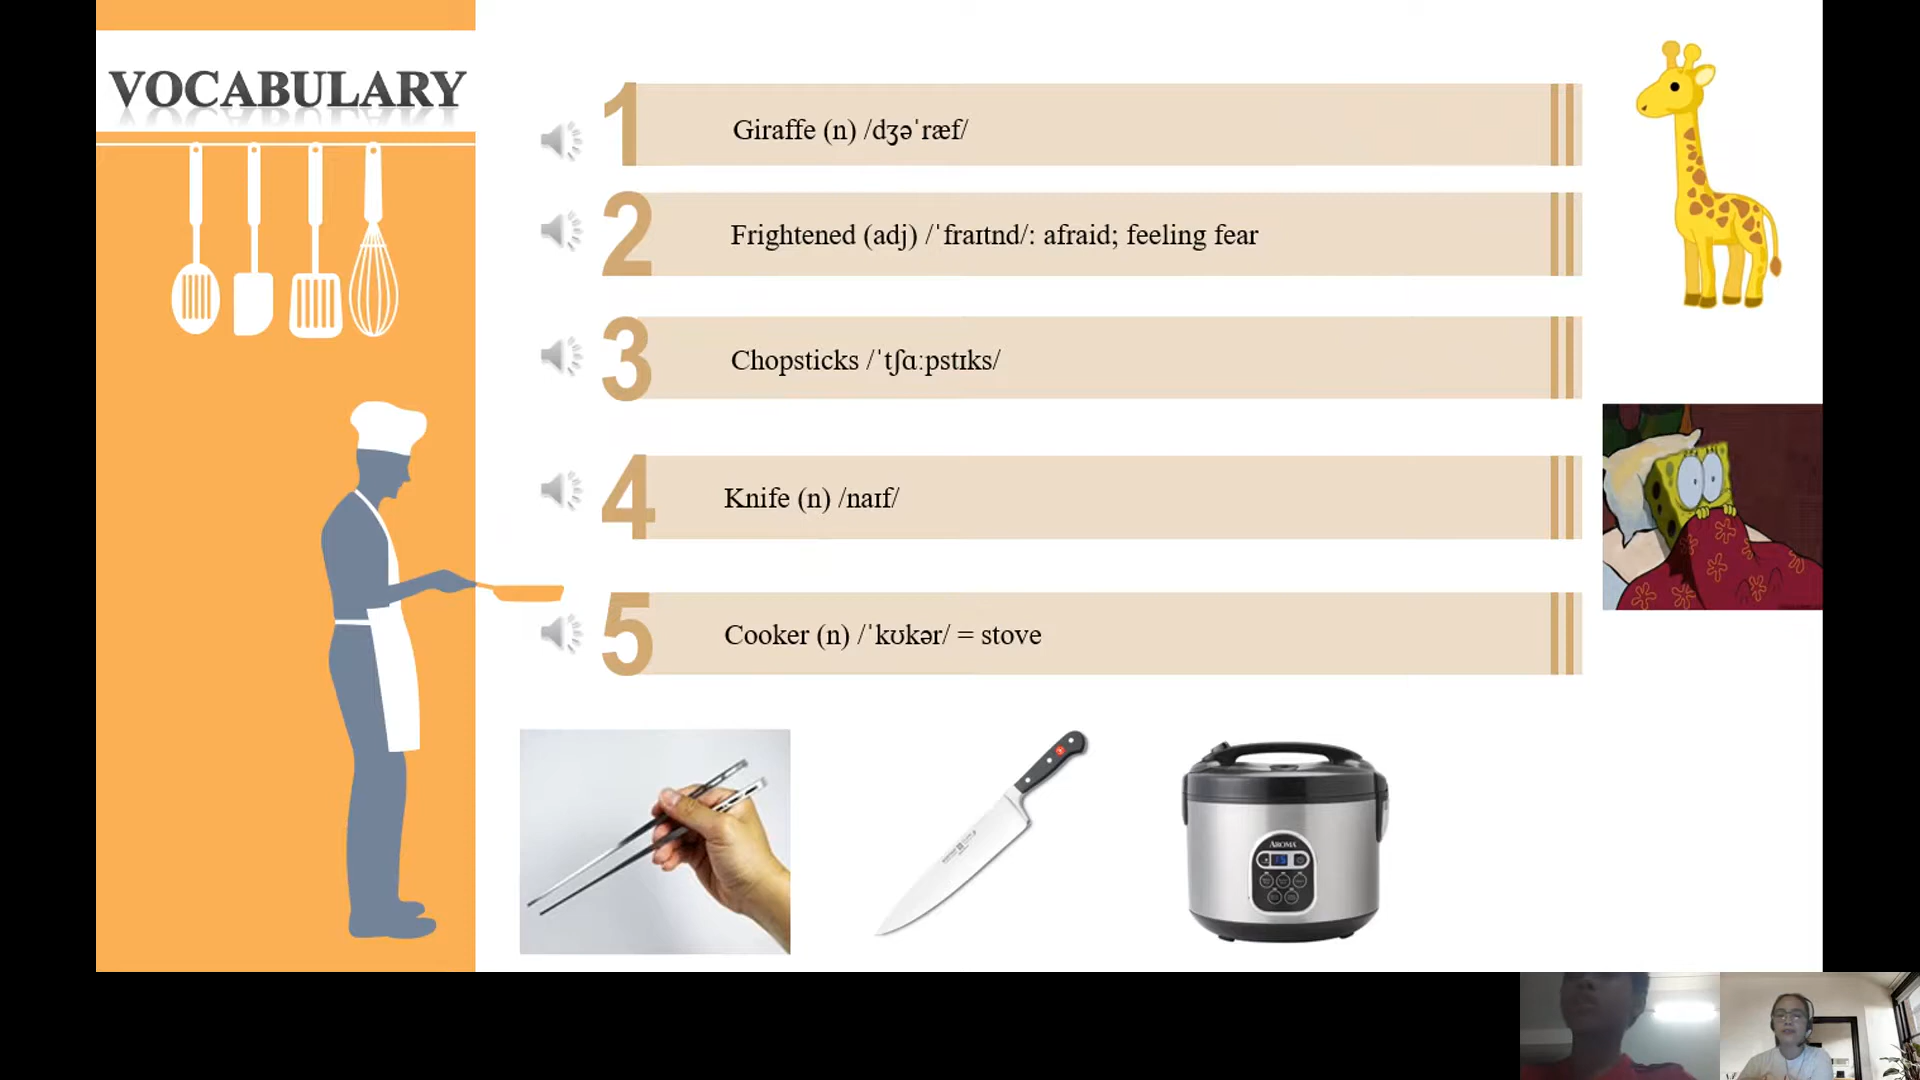 VOCABULARY
1
Giraffe (n) /dʒəˈræf/
2
Frightened (adj) /ˈfraɪtnd/: afraid; feeling fear
3
Chopsticks /ˈtʃɑːpstɪks/
4
Knife (n) /naɪf/
5
Cooker (n) /ˈkʊkər/ = stove
AROMA